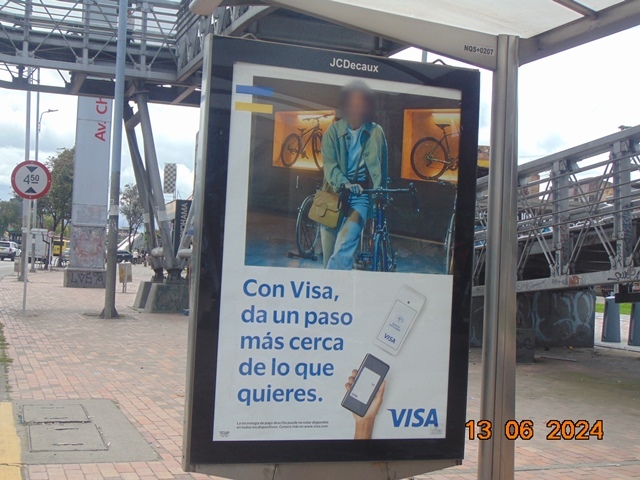 JCDecaux
NQS*0207
Av. CH
4.50
Con Visa,
da un paso
más cerca
de lo que
quieres.
VISA
VISA
13 06 2024